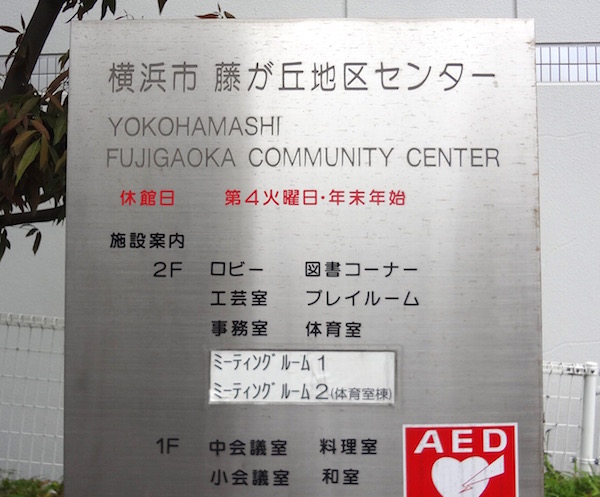 横浜市 藤が丘地区センター
YOKOHAMASHI
FUJIGAOKA COMMUNITY CENTER
休館日 第4火曜日・年末年始
施設案内
2F ロビー 図書コーナー
工芸室 プレイルーム
事務室 体育室
ミーティングルーム 1
ミーティングルーム 2(体育室棟)
1F 中会議室 料理室
小会議室 和室
AED